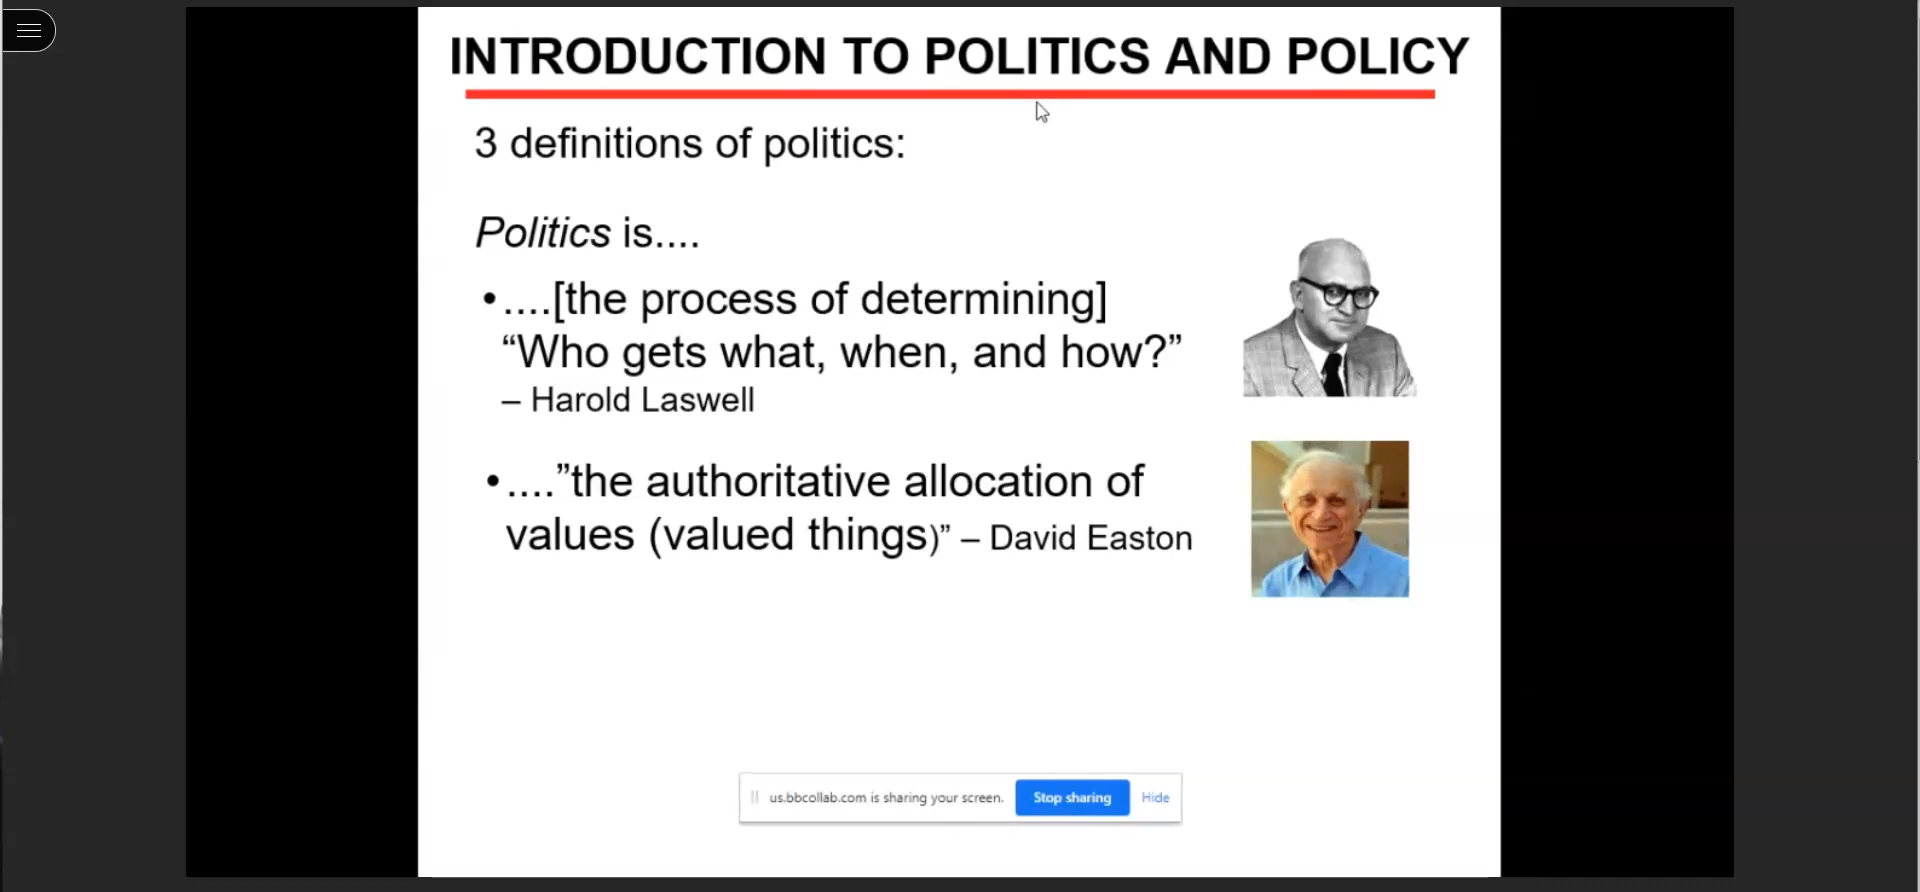 INTRODUCTION TO POLITICS AND POLICY
3 definitions of politics:
Politics is....
•....[the process of determining]
“Who gets what, when, and how?”
– Harold Laswell
•....”the authoritative allocation of
values (valued things)” – David Easton
us.bbcollab.com is sharing your screen. Stop sharing Hide